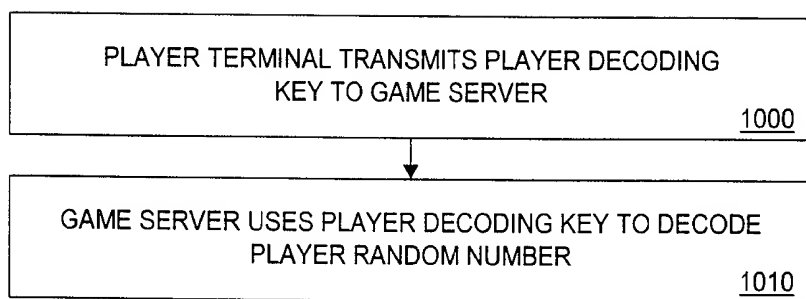 PLAYER TERMINAL TRANSMITS PLAYER DECODING
KEY TO GAME SERVER
1000
GAME SERVER USES PLAYER DECODING KEY TO DECODE
PLAYER RANDOM NUMBER
1010